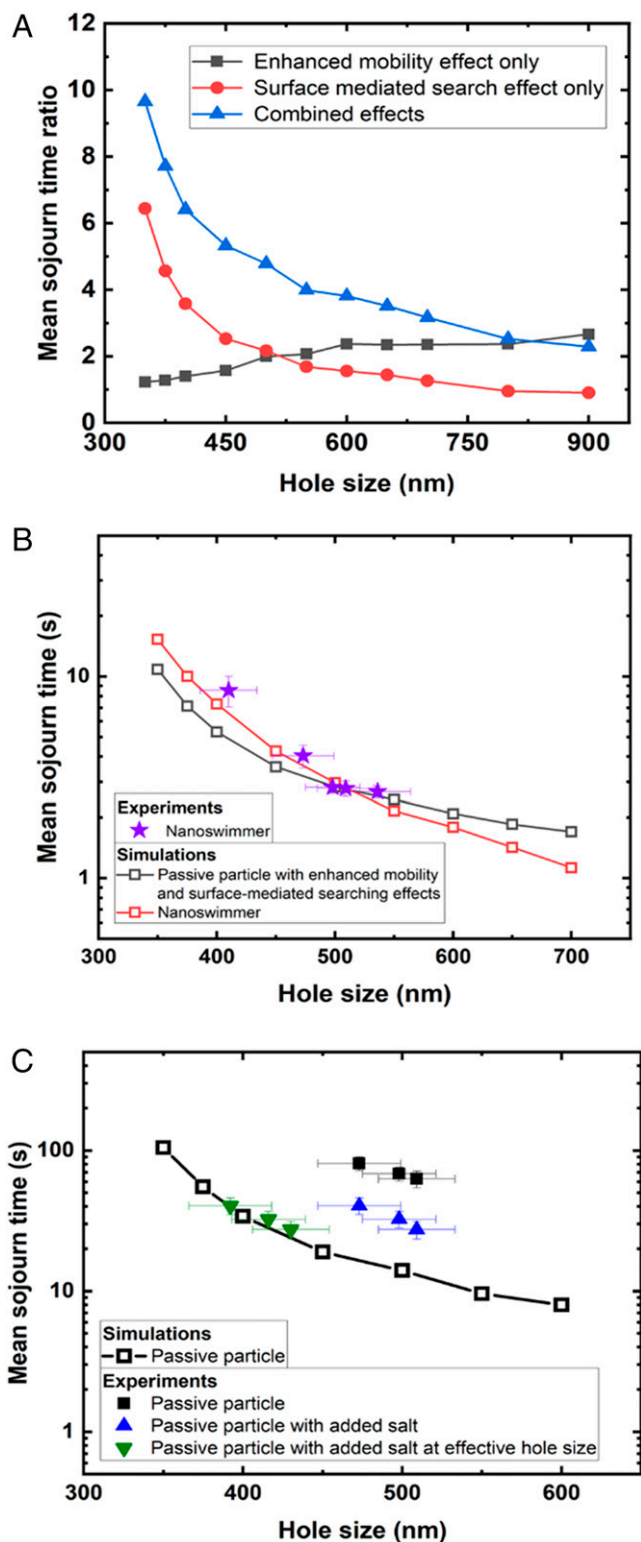 A
12
10
8
6
4
2
0
Mean sojourn time ratio
Enhanced mobility effect only
Surface mediated search effect only
Combined effects
300 450 600 750 900
Hole size (nm)
B
10
1
Mean sojourn time (s)
Experiments
Nanoswimmer
Simulations
Passive particle with enhanced mobility
and surface-mediated searching effects
Nanoswimmer
300 400 500 600 700
Hole size (nm)
C
100
10
1
Mean sojourn time (s)
Simulations
Passive particle
Experiments
Passive particle
Passive particle with added salt
Passive particle with added salt at effective hole size
300 400 500 600
Hole size (nm)